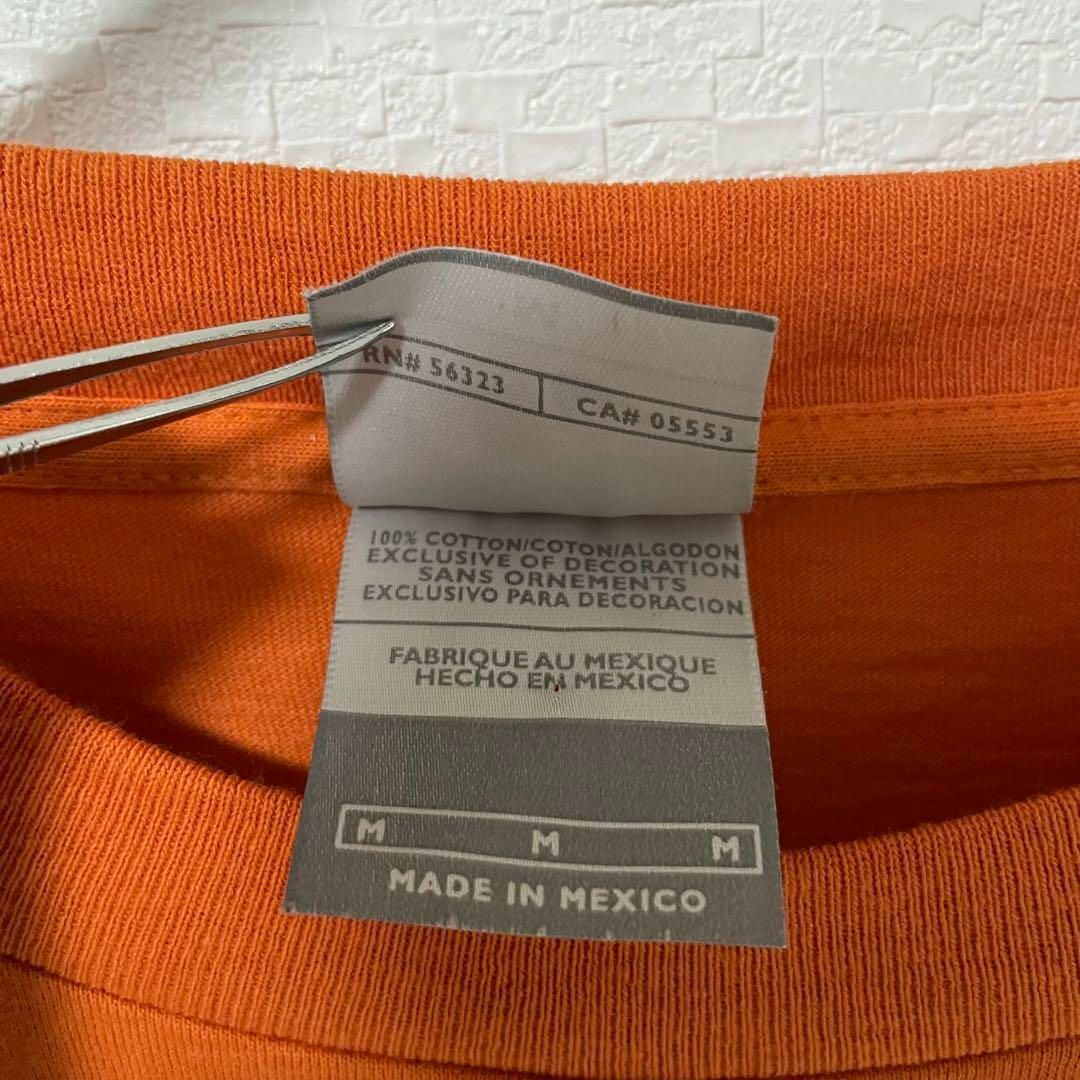 RN# 56323 CA# 05553
100% COTTON/COTON/ALGODON
EXCLUSIVE OF DECORATION
SANS ORNEMENTS
EXCLUSIVO PARA DECORACION
FABRIQUE AU MEXIQUE
HECHO EN MEXICO
M M M
MADE IN MEXICO